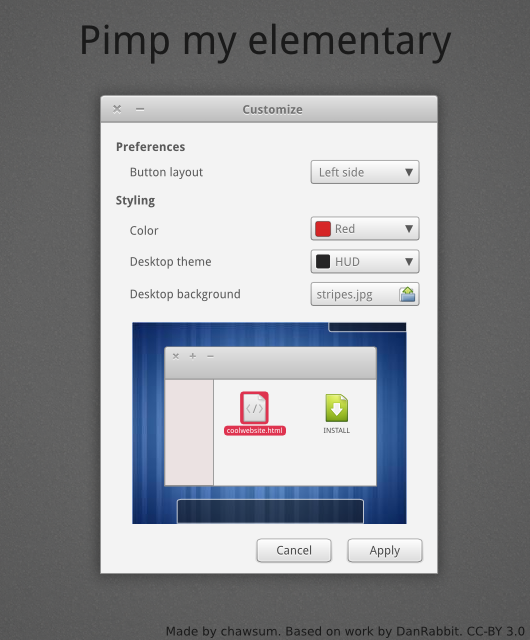 Pimp my elementary
Customize
Preferences
Button layout Left side
Styling
Color Red
Desktop theme HUD
Desktop background stripes.jpg
coolwebsite.html INSTALL
Cancel Apply
Made by chawsum. Based on work by DanRabbit. CC-BY 3.0